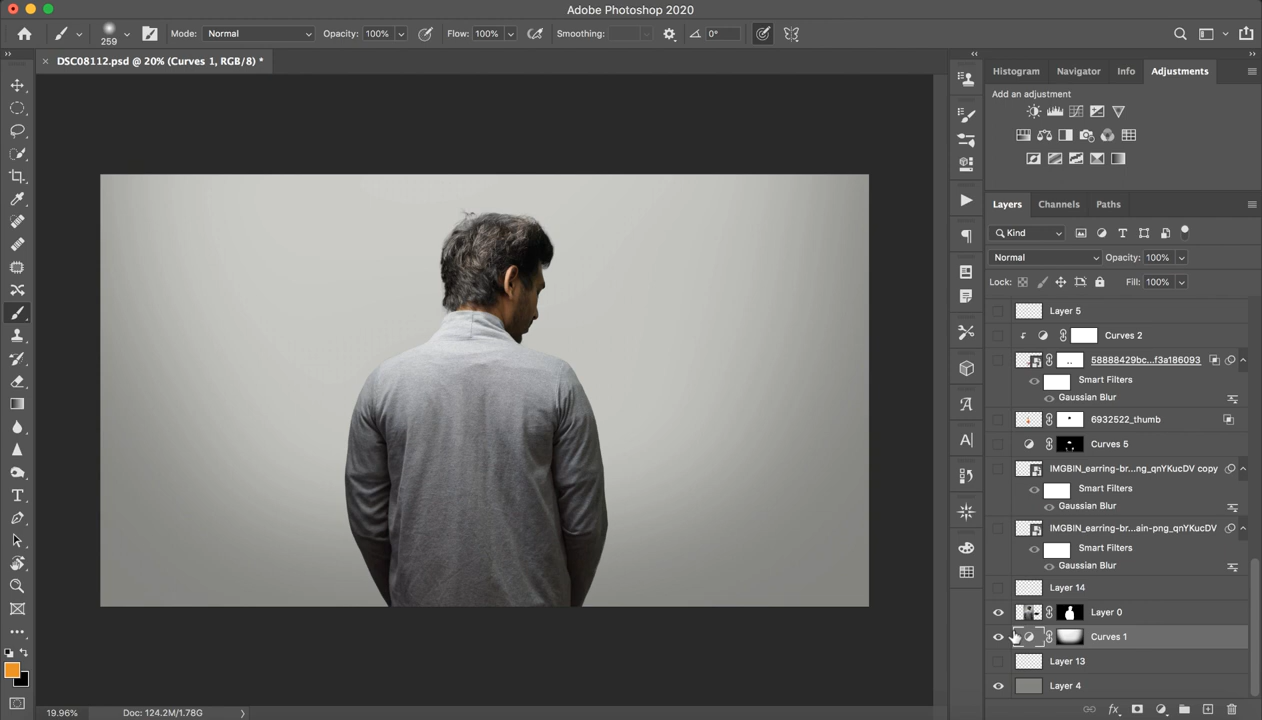 Adobe Photoshop 2020
259
Mode: Normal
Opacity: 100%
Flow: 100%
Smoothing:
0°
DSC08112.psd @ 20% (Curves 1, RGB/8) *
Histogram
Navigator
Info
Adjustments
Add an adjustment
Layers
Channels
Paths
Kind
Normal
Opacity: 100%
Lock:
Fill: 100%
Layer 5
Curves 2
58888429bc...f3a186093
Smart Filters
Gaussian Blur
6932522_thumb
Curves 5
IMGBIN_earring-br...ng_qnYKucDV copy
Smart Filters
Gaussian Blur
IMGBIN_earring-br...ain-png_qnYKucDV
Smart Filters
Gaussian Blur
Layer 14
Layer 0
Curves 1
Layer 13
Layer 4
19.96%
Doc: 124.2M/1.78G